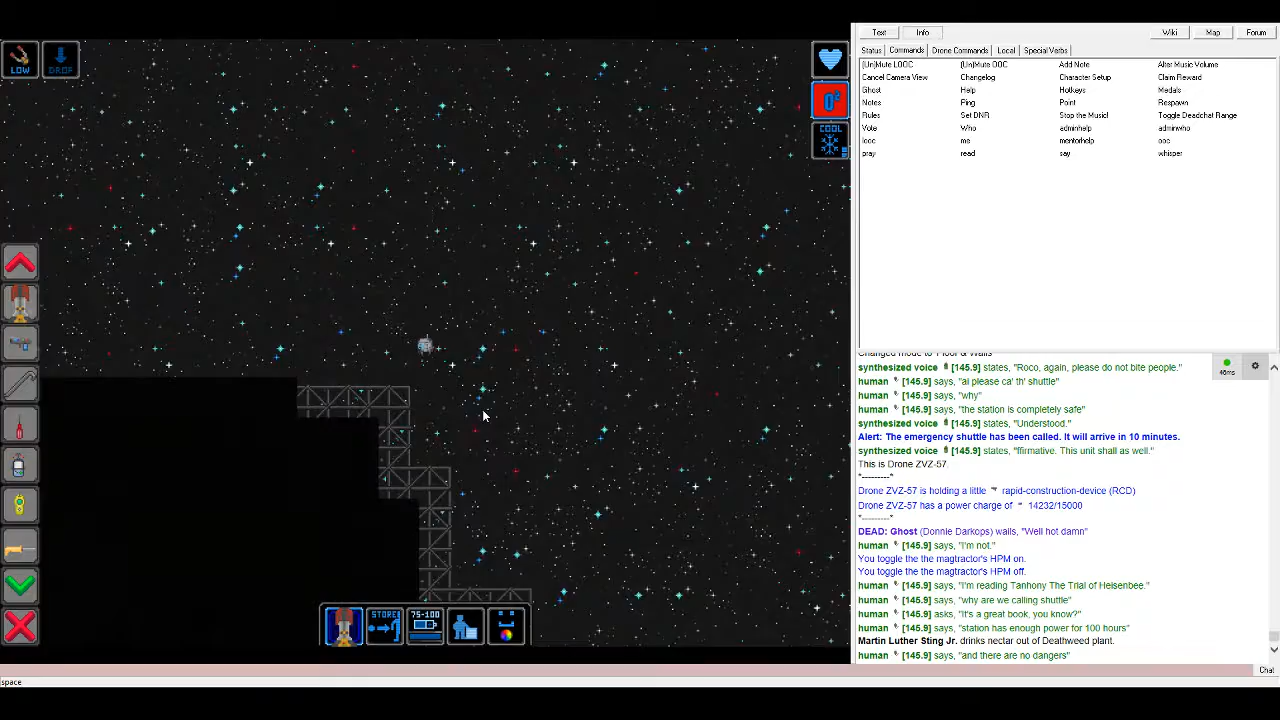 LOW
DROP
COOL
STORE
75-100
Text
Info
Wiki
Map
Forum
Status
Commands
Drone Commands
Local
Special Verbs
(Un)Mute LOOC
(Un)Mute OOC
Add Note
Alter Music Volume
Cancel Camera View
Changelog
Character Setup
Claim Reward
Ghost
Help
Hotkeys
Medals
Notes
Ping
Point
Respawn
Rules
Set DNR
Stop the Music!
Toggle Deadchat Range
Vote
Who
adminhelp
adminwho
looc
me
mentorhelp
ooc
pray
read
say
whisper
Changed mode to 'Floor & Walls'
synthesized voice [145.9] states, "Roco, again, please do not bite people."
human [145.9] says, "ai please ca' th' shuttle"
human [145.9] says, "why"
human [145.9] says, "the station is completely safe"
synthesized voice [145.9] states, "Understood."
Alert: The emergency shuttle has been called. It will arrive in 10 minutes.
synthesized voice [145.9] states, "ffirmative. This unit shall as well."
This is Drone ZVZ-57.
*---------*
Drone ZVZ-57 is holding a little rapid-construction-device (RCD)
Drone ZVZ-57 has a power charge of 14232/15000
*---------*
DEAD: Ghost (Donnie Darkops) wails, "Well hot damn"
human [145.9] says, "I'm not."
You toggle the the magtractor's HPM on.
You toggle the the magtractor's HPM off.
human [145.9] says, "I'm reading Tanhony The Trial of Heisenbee."
human [145.9] says, "why are we calling shuttle"
human [145.9] asks, "It's a great book, you know?"
human [145.9] says, "station has enough power for 100 hours"
Martin Luther Sting Jr. drinks nectar out of Deathweed plant.
human [145.9] says, "and there are no dangers"
46ms
Chat
space